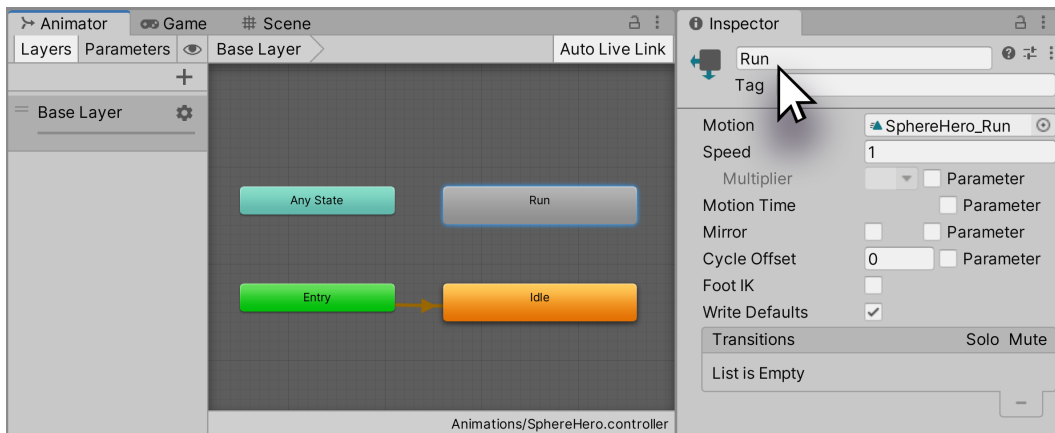 Animator Game Scene
Layers Parameters Base Layer Auto Live Link
Base Layer
Any State Run
Entry Idle
Animations/SphereHero.controller
Inspector
Run
Tag
Motion SphereHero_Run
Speed 1
Multiplier Parameter
Motion Time Parameter
Mirror Parameter
Cycle Offset 0 Parameter
Foot IK
Write Defaults
Transitions Solo Mute
List is Empty